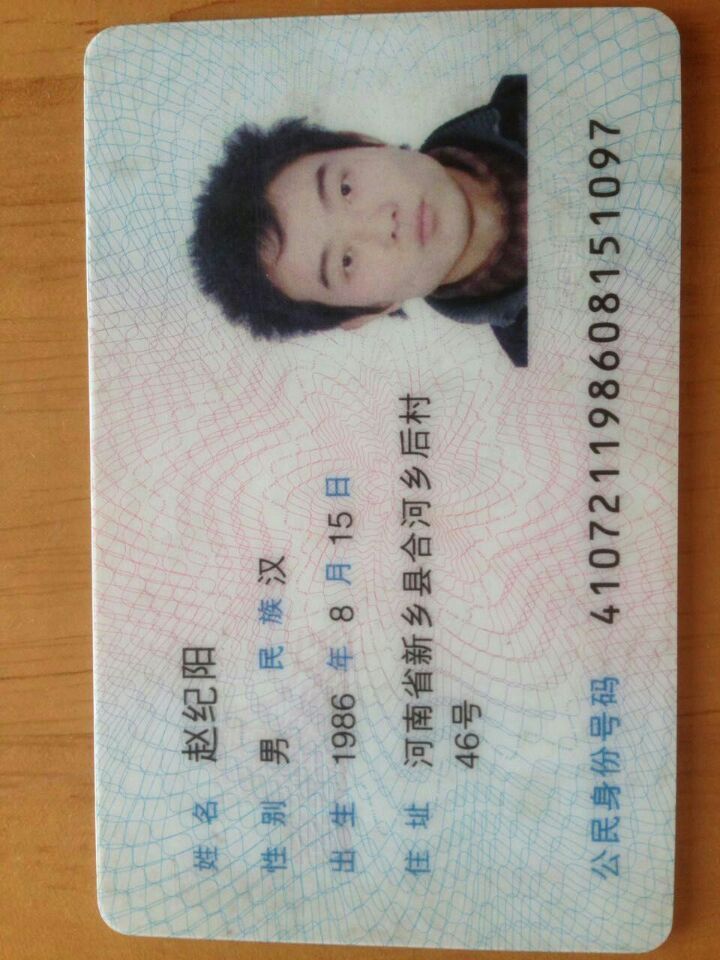 姓名 赵纪阳
性别 男 民族 汉
出生 1986 年 8 月 15 日
住址 河南省新乡县合河乡后村
46号
公民身份号码 410721198608151097